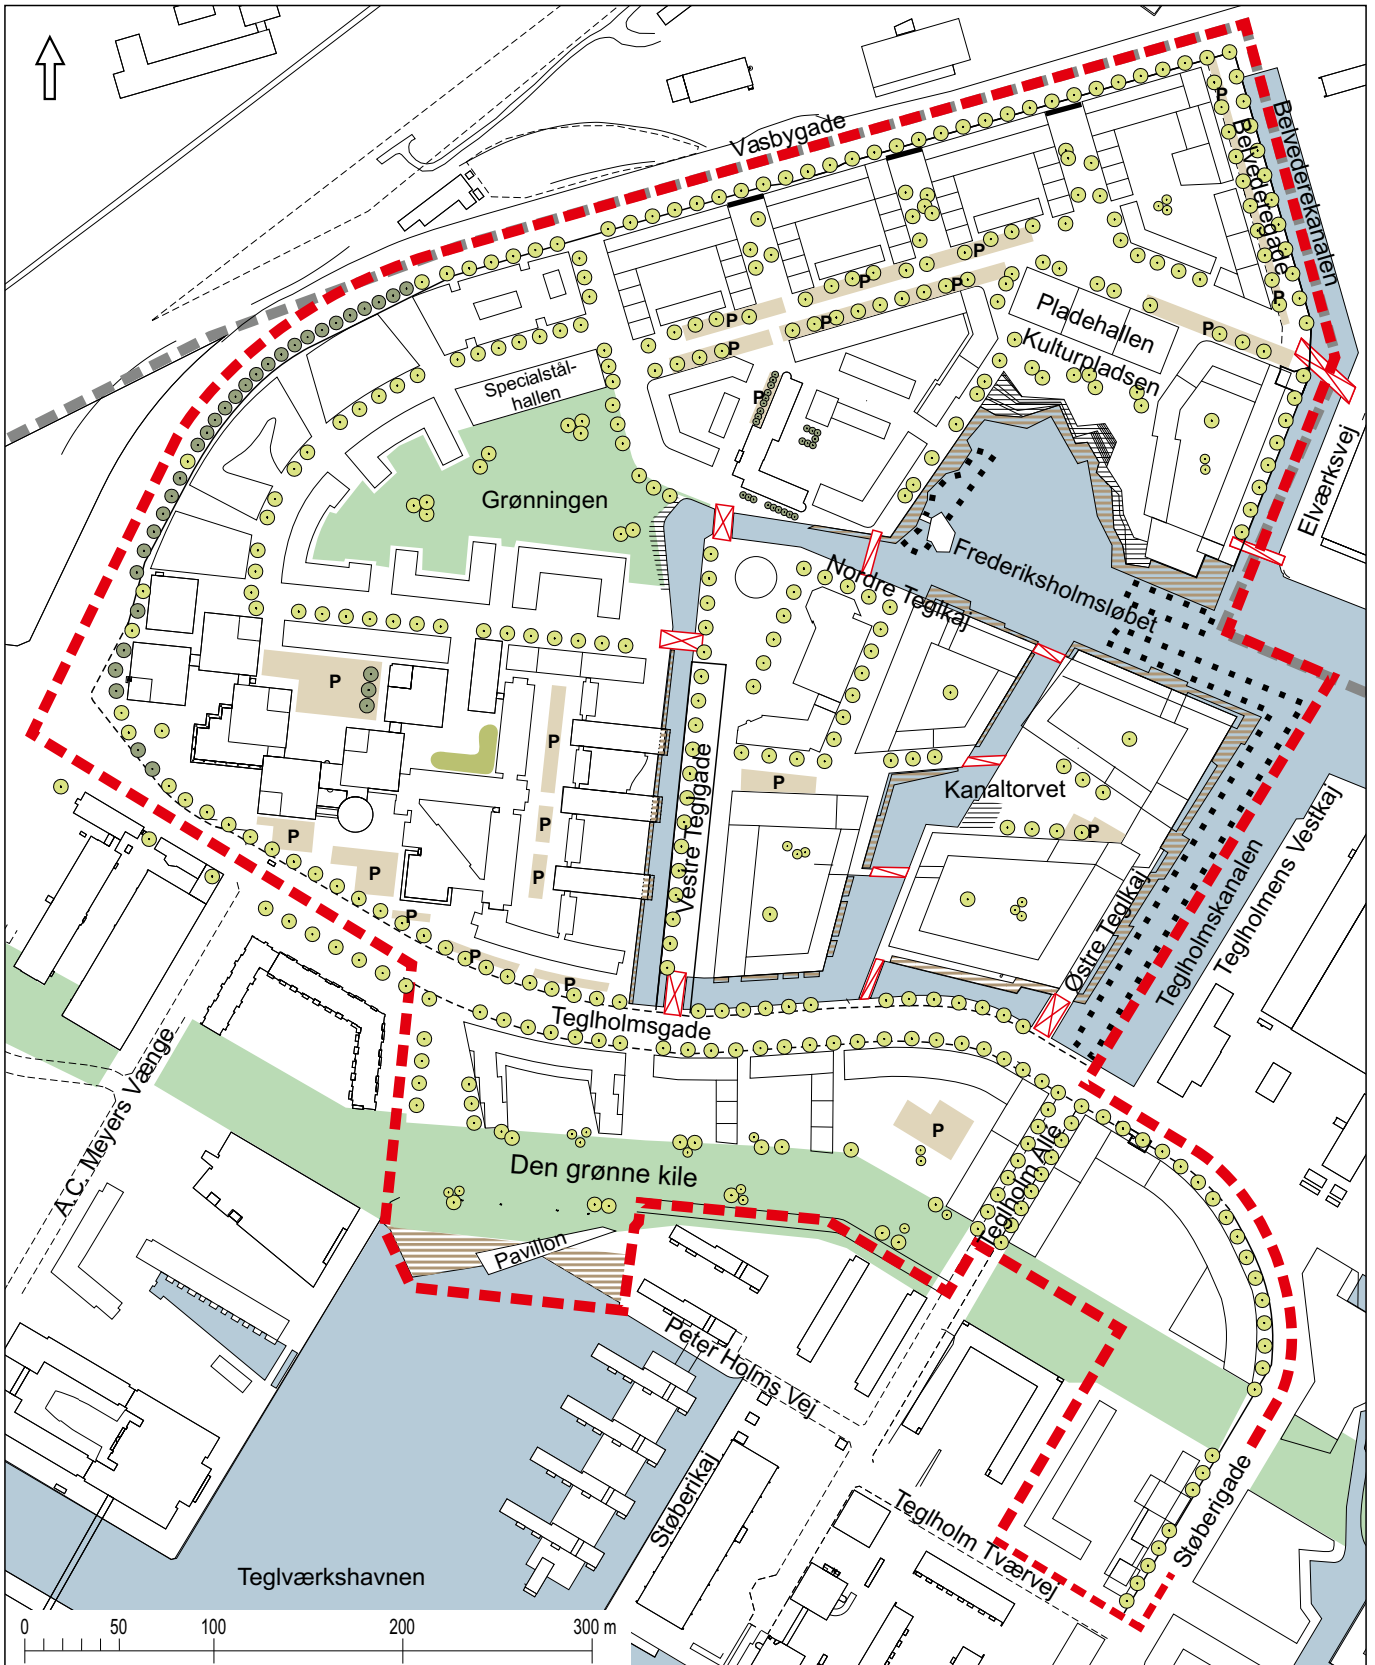 Vasbygade
P
Belvederegade
Belvederekanalen
P
P
P
P
P
P
P
P
Pladehallen
Kulturpladsen
P
Specialstål-
hallen
P
Grønningen
Elværksvej
Frederiksholmsløbet
Nordre Teglkaj
P
P
Vestre Teglgade
P
Kanaltorvet
P
P
P
P
P
Teglholmens Vestkaj
Teglholmskanalen
Østre Teglkaj
P
P
P
P
Teglholmsgade
A.C. Meyers Vænge
P
Den grønne kile
Teglholm Alle
Pavillon
Peter Holms Vej
Støberikaj
Teglholm Tværvej
Støberigade
Teglværkshavnen
0 50 100 200 300 m